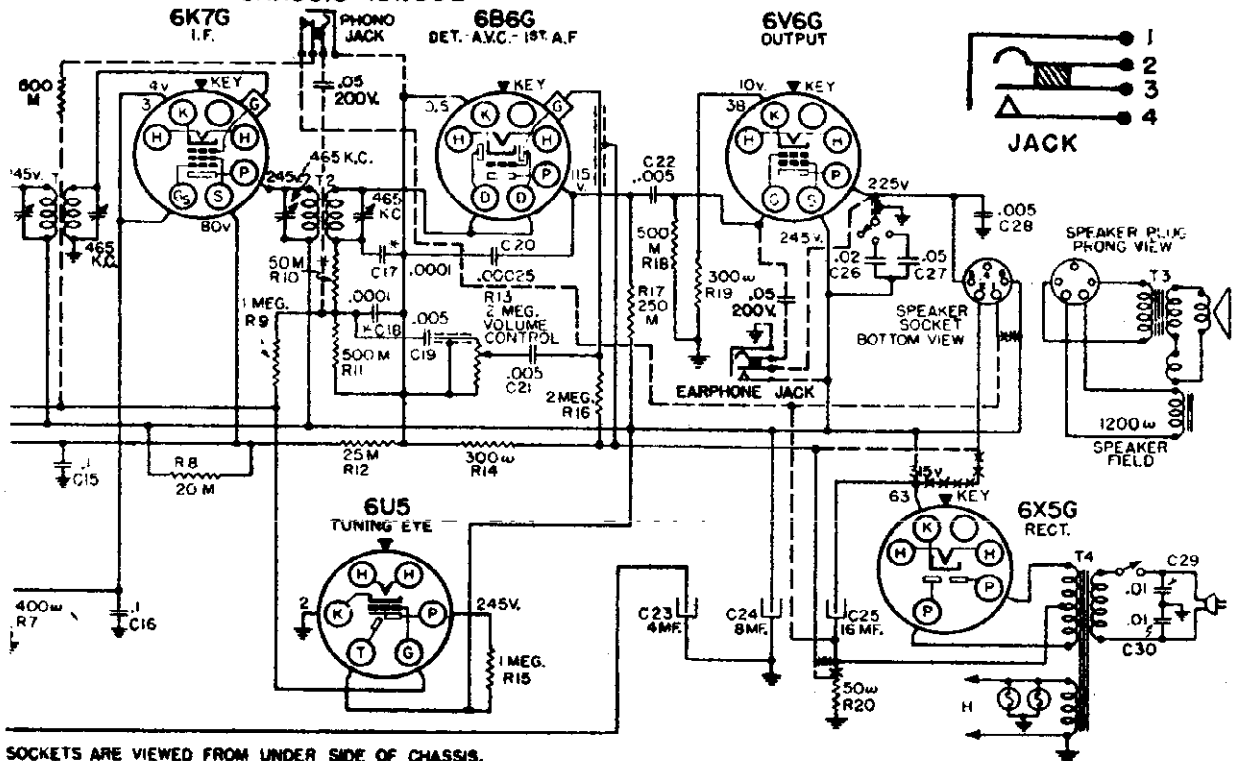 6K7G
I.F.
PHONO
JACK
6B6G
DET.-A.V.C.-1ST. A.F
6V6G
OUTPUT
1
2
3
4
JACK
500
M
4v
3
KEY
G
K
H
H
P
S
80v
245v.
.05
200V.
465 K.C.
T2
465
KC
465
K.C.
0.5
KEY
G
K
H
H
P
D
D
115
v.
C22
.005
10v.
38
KEY
K
H
H
P
G
S
245v.
225v
.005
C28
500
M
R18
300ω
R19
.02
C26
.05
C27
SPEAKER PLUG
PRONG VIEW
T3
SPEAKER
SOCKET
BOTTOM VIEW
1200ω
SPEAKER
FIELD
50M
R10
1 MEG.
R9
C17
.0001
C20
.00025
.0001
C18
.005
C19
500M
R11
R13
2 MEG.
VOLUME
CONTROL
.005
C21
R17
250
M
.05
200V.
EARPHONE JACK
2 MEG.
R16
.1
C15
R8
20 M
25M
R12
300ω
R14
315v
63
KEY
6X5G
RECT.
K
H
H
P
P
T4
C29
.01
.01
C30
6U5
TUNING EYE
H
H
K
P
T
G
2
245V.
1 MEG.
R15
400ω
R7
.1
C16
C23
4MF.
C24
8MF.
C25
16 MF.
50ω
R20
H
SOCKETS ARE VIEWED FROM UNDER SIDE OF CHASSIS.